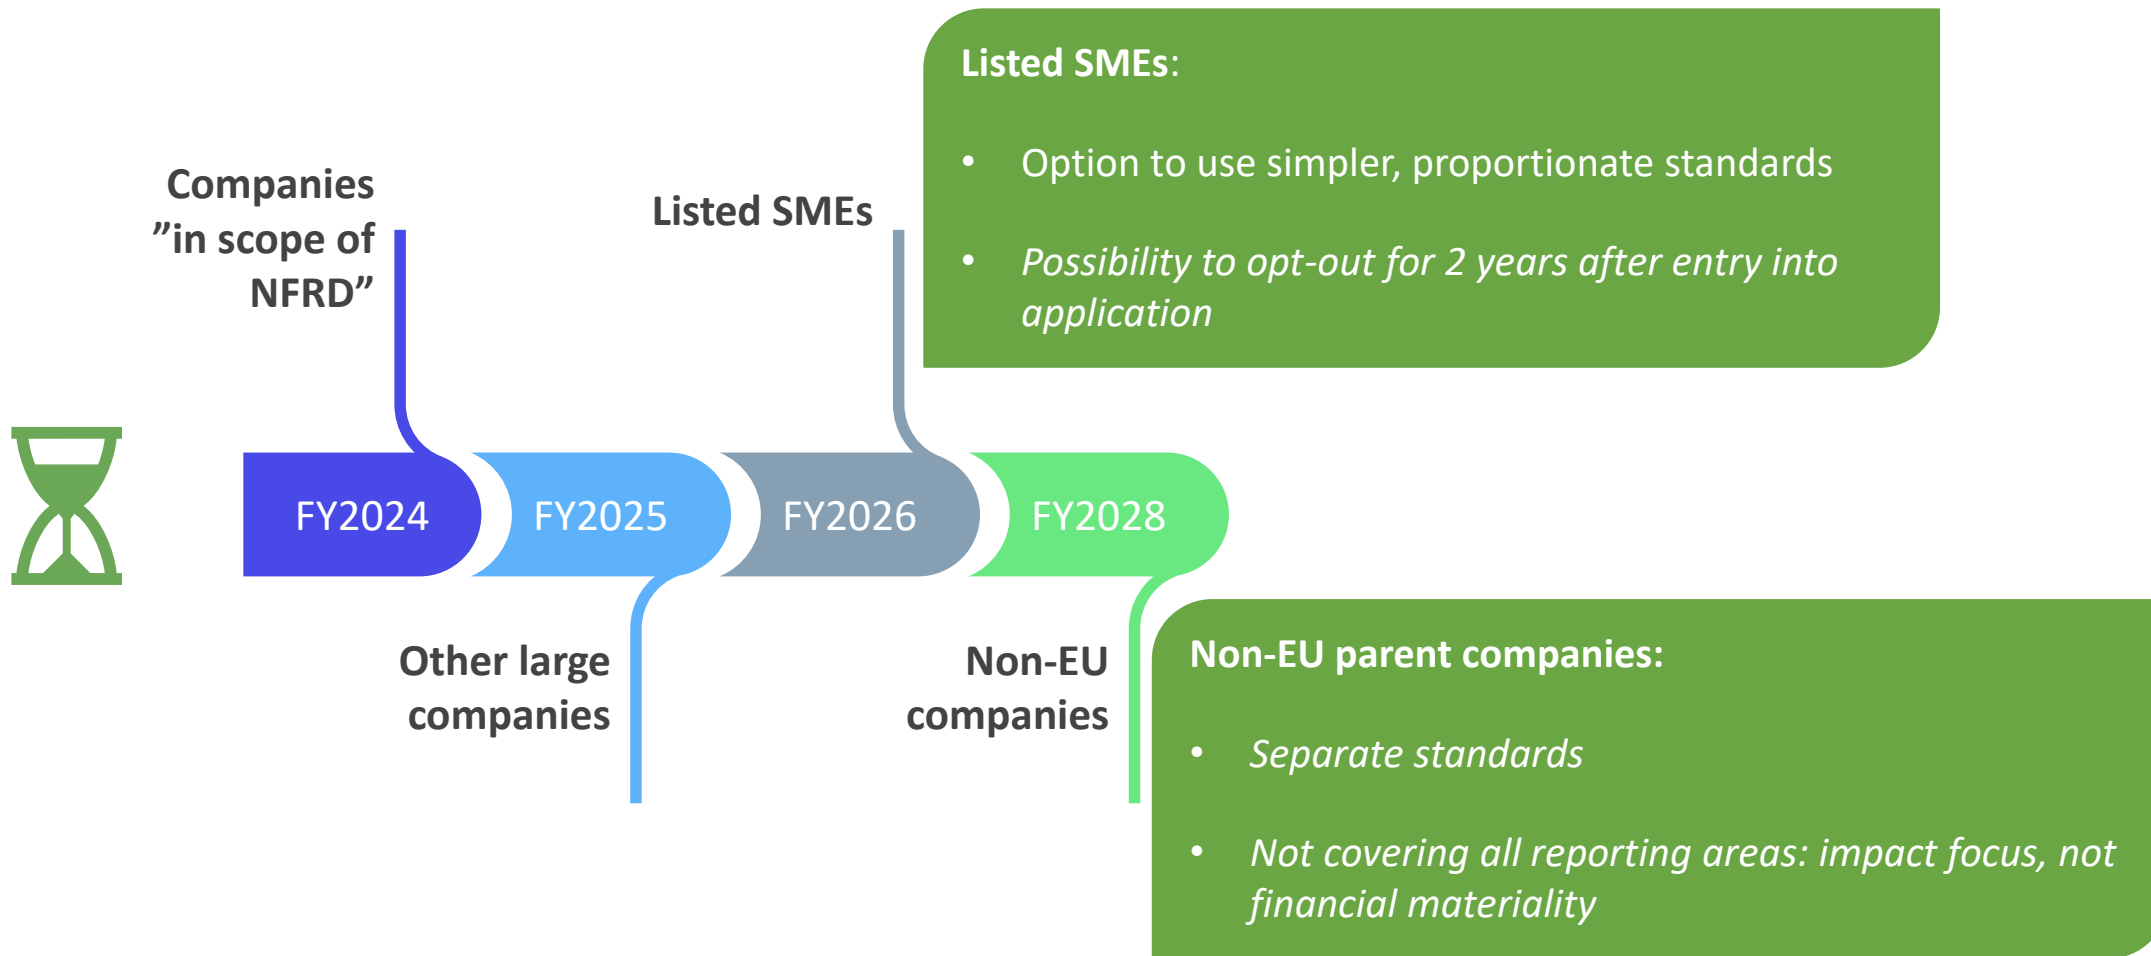 Listed SMEs:
• Option to use simpler, proportionate standards
• Possibility to opt-out for 2 years after entry into
application
Companies
”in scope of
NFRD”
Listed SMEs
FY2024
FY2025
FY2026
FY2028
Other large
companies
Non-EU
companies
Non-EU parent companies:
• Separate standards
• Not covering all reporting areas: impact focus, not
financial materiality